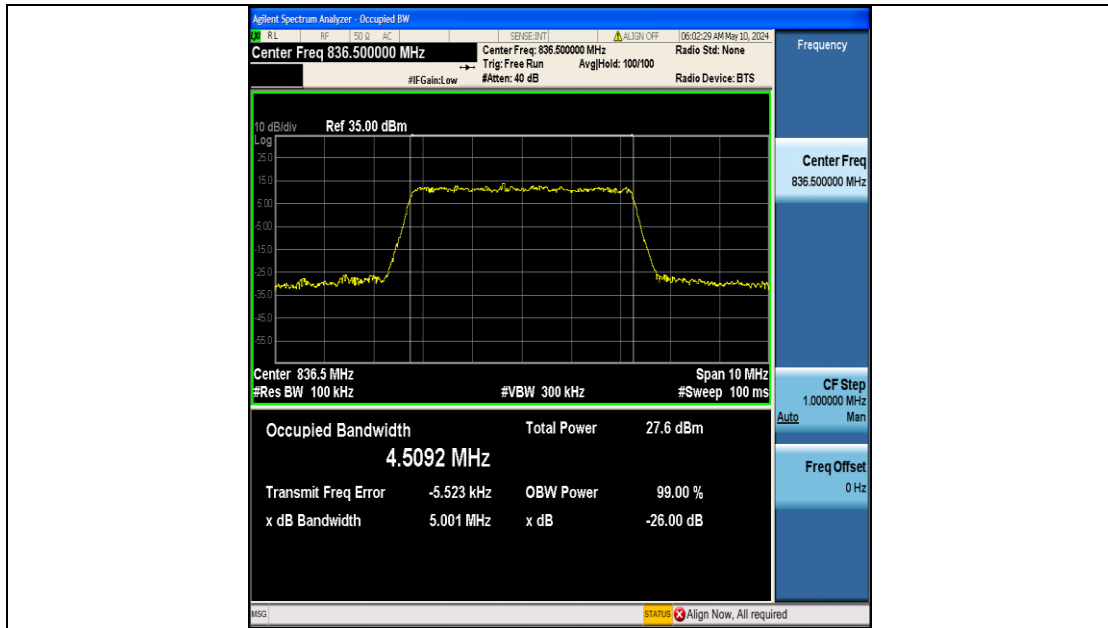 Agilent Spectrum Analyzer - Occupied BW
RL RF 50 Ω AC SENSE:INT ALIGN OFF 06:02:29 AM May 10, 2024
Center Freq 836.500000 MHz
Center Freq: 836.500000 MHz Radio Std: None
Trig: Free Run Avg|Hold: 100/100
#IFGain:Low #Atten: 40 dB Radio Device: BTS
Frequency
10 dB/div Ref 35.00 dBm
Log
25.0
15.0
5.00
-5.00
-15.0
-25.0
-35.0
-45.0
-55.0
Center 836.5 MHz Span 10 MHz
#Res BW 100 kHz #VBW 300 kHz #Sweep 100 ms
Occupied Bandwidth Total Power 27.6 dBm
4.5092 MHz
Transmit Freq Error -5.523 kHz OBW Power 99.00 %
x dB Bandwidth 5.001 MHz x dB -26.00 dB
Center Freq
836.500000 MHz
CF Step
1.000000 MHz
Auto Man
Freq Offset
0 Hz
MSG STATUS Align Now, All required